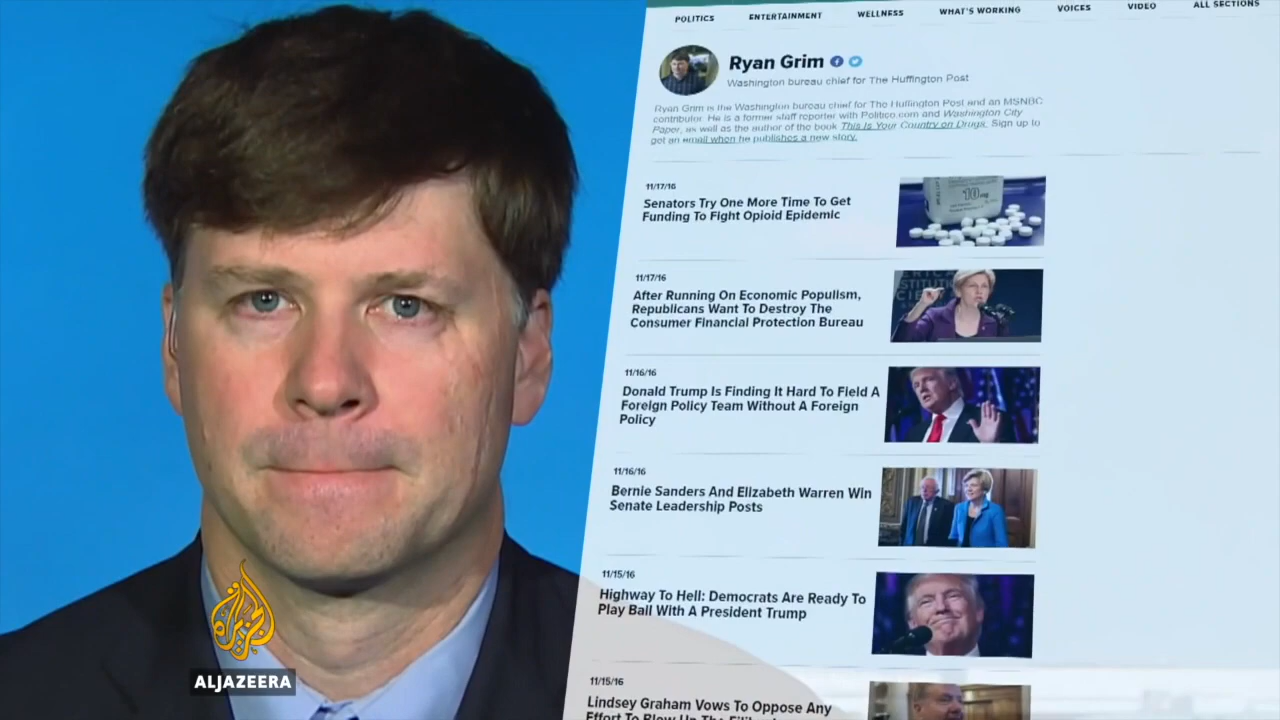 POLITICS ENTERTAINMENT WELLNESS WHAT'S WORKING VOICES VIDEO ALL SECTIONS
Ryan Grim
Washington bureau chief for The Huffington Post
Ryan Grim is the Washington bureau chief for The Huffington Post and an MSNBC
contributor. He is a former staff reporter with Politico.com and Washington City
Paper, as well as the author of the book This Is Your Country on Drugs. Sign up to
get an email when he publishes a new story.
11/17/16
Senators Try One More Time To Get
Funding To Fight Opioid Epidemic
10mg
11/17/16
After Running On Economic Populism,
Republicans Want To Destroy The
Consumer Financial Protection Bureau
11/16/16
Donald Trump Is Finding It Hard To Field A
Foreign Policy Team Without A Foreign
Policy
11/16/16
Bernie Sanders And Elizabeth Warren Win
Senate Leadership Posts
11/15/16
Highway To Hell: Democrats Are Ready To
Play Ball With A President Trump
11/15/16
Lindsey Graham Vows To Oppose Any
Effort To Blow Up The
الجزيرة
ALJAZEERA